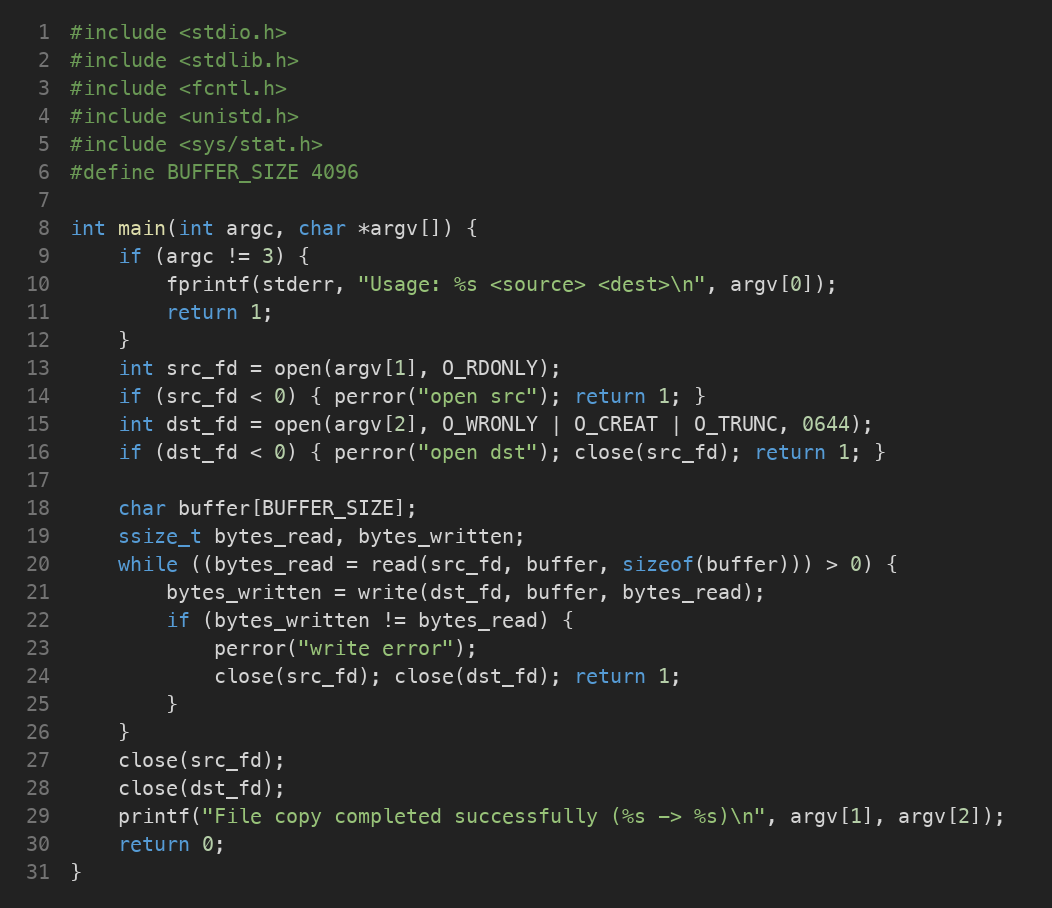 1 #include <stdio.h>
2 #include <stdlib.h>
3 #include <fcntl.h>
4 #include <unistd.h>
5 #include <sys/stat.h>
6 #define BUFFER_SIZE 4096
7
8 int main(int argc, char *argv[]) {
9     if (argc != 3) {
10         fprintf(stderr, "Usage: %s <source> <dest>\n", argv[0]);
11         return 1;
12     }
13     int src_fd = open(argv[1], O_RDONLY);
14     if (src_fd < 0) { perror("open src"); return 1; }
15     int dst_fd = open(argv[2], O_WRONLY | O_CREAT | O_TRUNC, 0644);
16     if (dst_fd < 0) { perror("open dst"); close(src_fd); return 1; }
17
18     char buffer[BUFFER_SIZE];
19     ssize_t bytes_read, bytes_written;
20     while ((bytes_read = read(src_fd, buffer, sizeof(buffer))) > 0) {
21         bytes_written = write(dst_fd, buffer, bytes_read);
22         if (bytes_written != bytes_read) {
23             perror("write error");
24             close(src_fd); close(dst_fd); return 1;
25         }
26     }
27     close(src_fd);
28     close(dst_fd);
29     printf("File copy completed successfully (%s -> %s)\n", argv[1], argv[2]);
30     return 0;
31 }